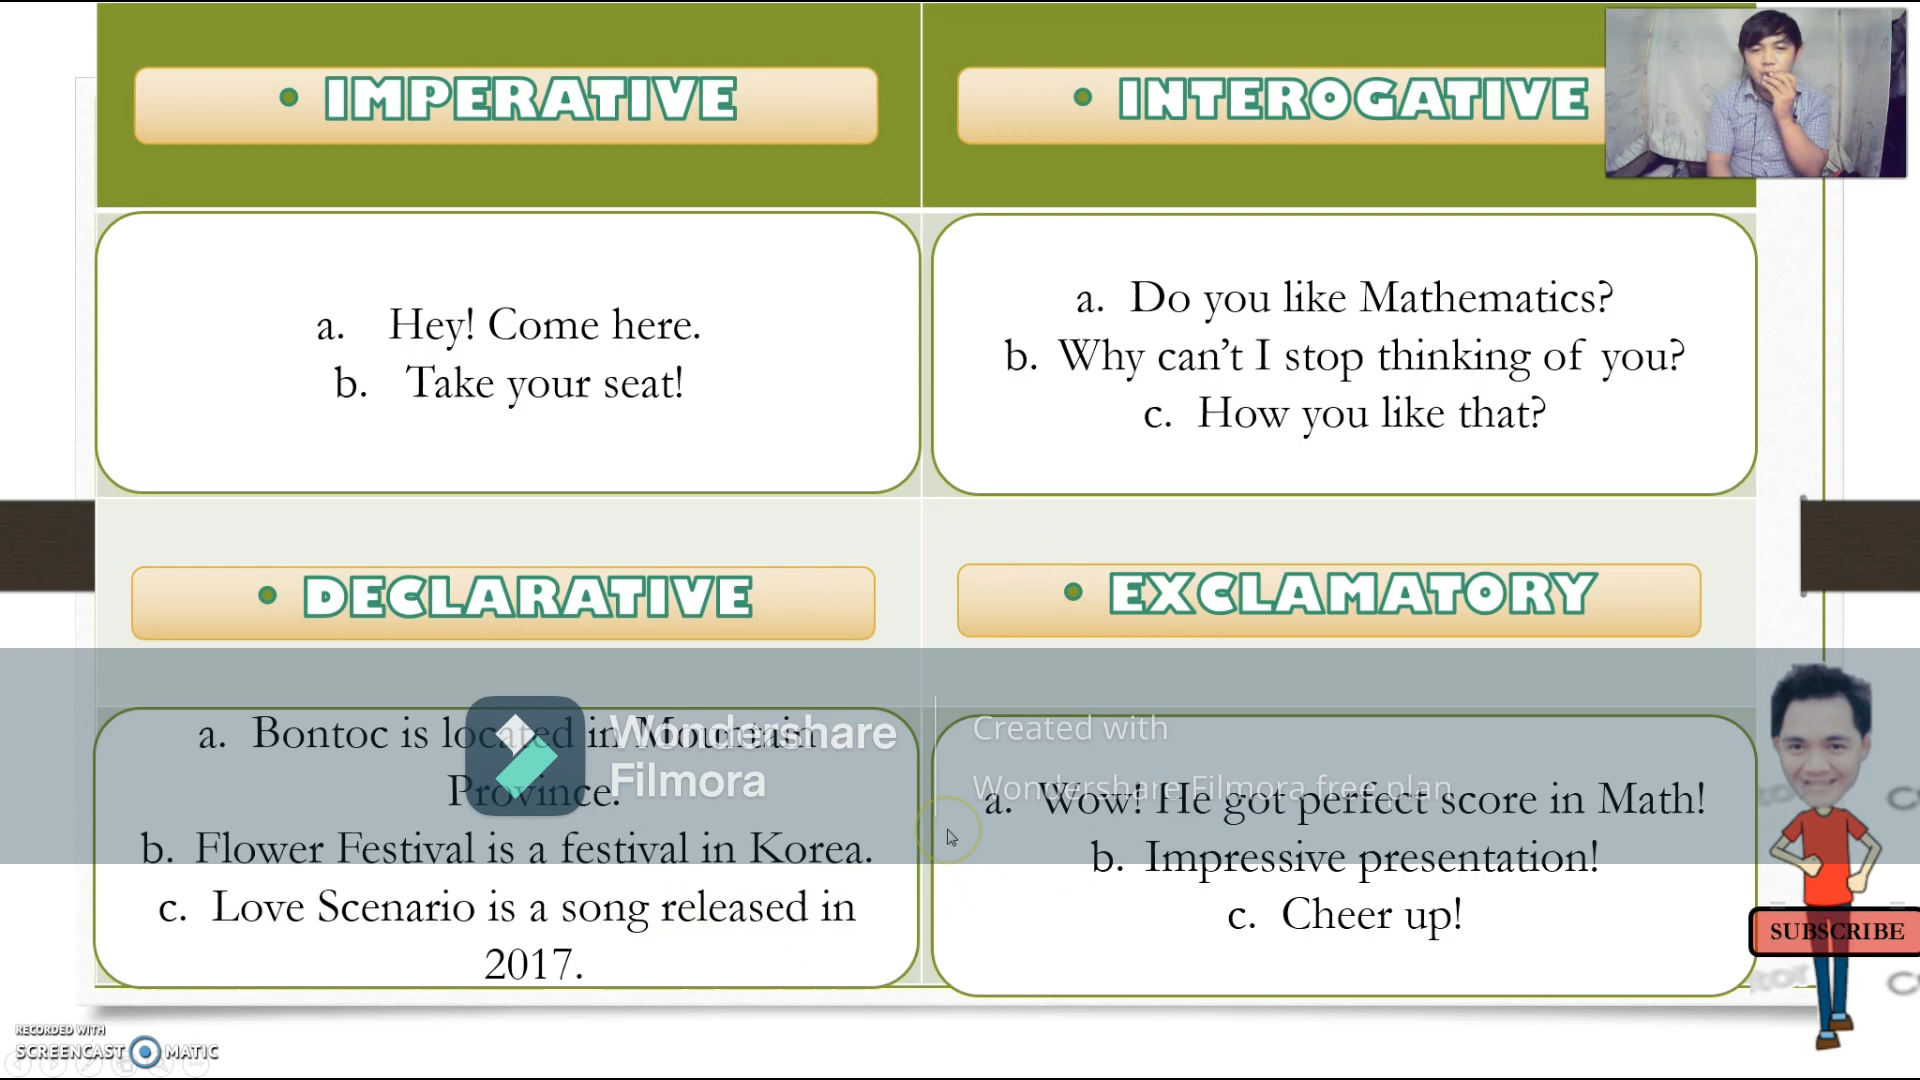 • IMPERATIVE
• INTEROGATIVE
a. Hey! Come here.
b. Take your seat!
a. Do you like Mathematics?
b. Why can’t I stop thinking of you?
c. How you like that?
• DECLARATIVE
• EXCLAMATORY
a. Bontoc is located in Mountain
Province.
b. Flower Festival is a festival in Korea.
c. Love Scenario is a song released in
2017.
Wondershare
Filmora
Created with
Wondershare Filmora free plan
a. Wow! He got perfect score in Math!
b. Impressive presentation!
c. Cheer up!
SUBSCRIBE
RECORDED WITH
SCREENCAST MATIC